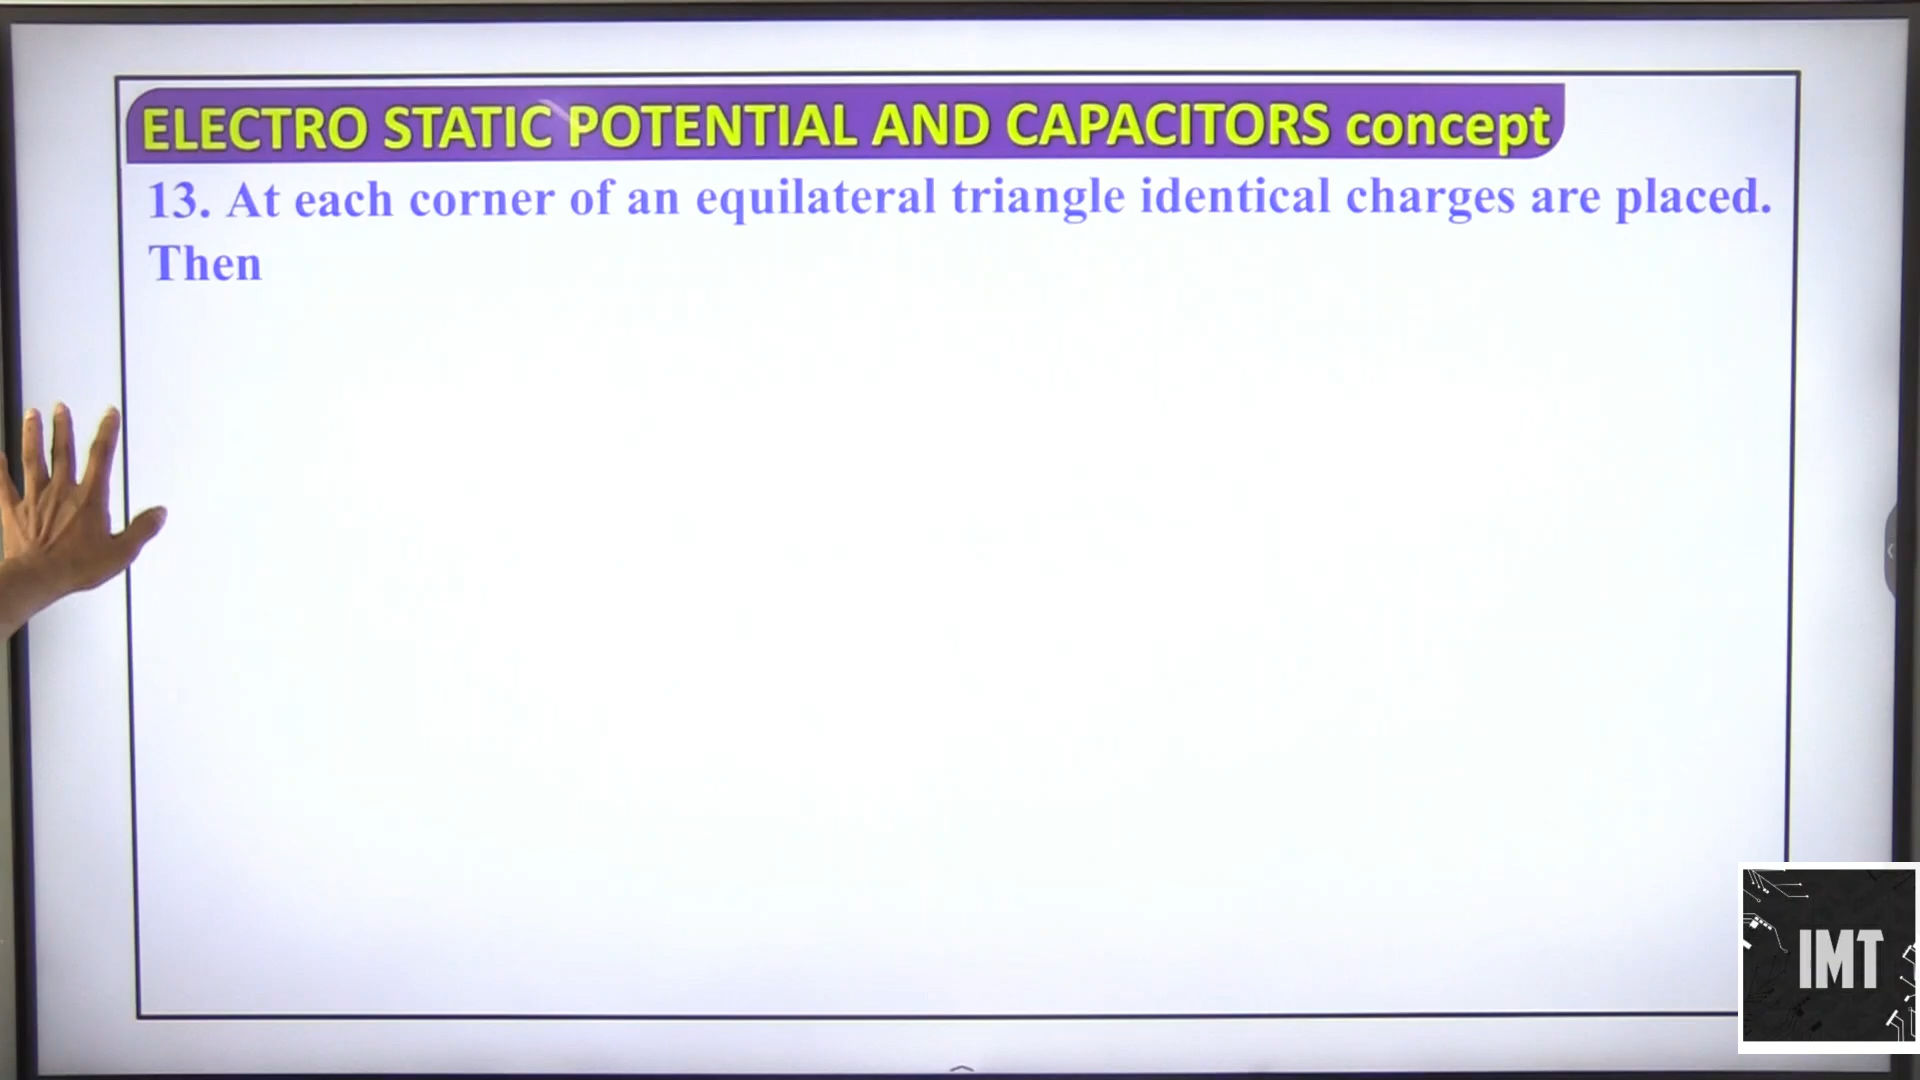 ELECTRO STATIC POTENTIAL AND CAPACITORS concept
13. At each corner of an equilateral triangle identical charges are placed.
Then
IMT